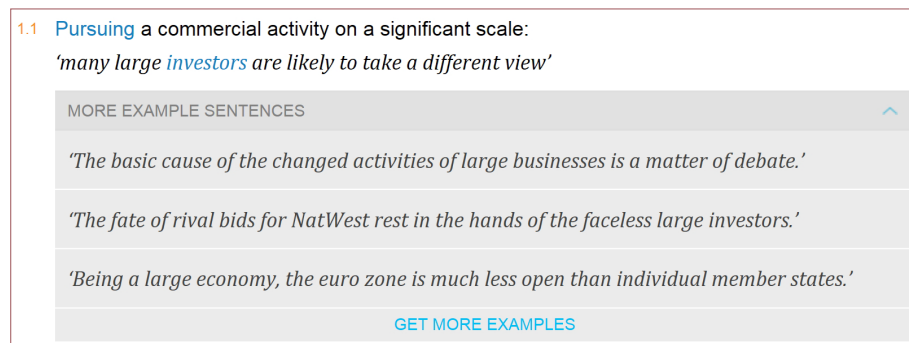 1.1 Pursuing a commercial activity on a significant scale:
‘many large investors are likely to take a different view’
MORE EXAMPLE SENTENCES
‘The basic cause of the changed activities of large businesses is a matter of debate.’
‘The fate of rival bids for NatWest rest in the hands of the faceless large investors.’
‘Being a large economy, the euro zone is much less open than individual member states.’
GET MORE EXAMPLES